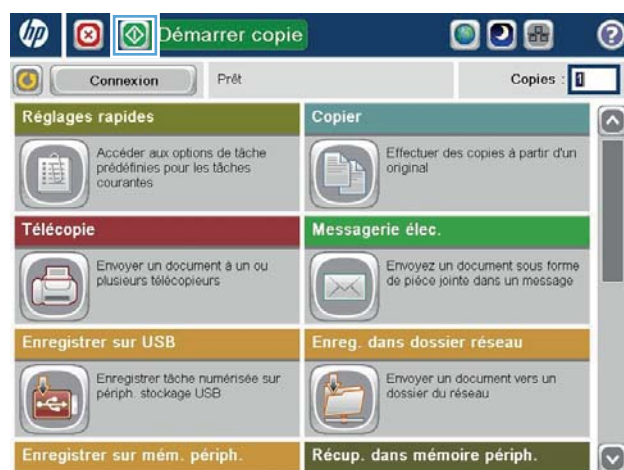 hp
Démarrer copie
Connexion
Prêt
Copies : 1
Réglages rapides
Accéder aux options de tâche
prédéfinies pour les tâches
courantes
Copier
Effectuer des copies à partir d'un
original
Télécopie
Envoyer un document à un ou
plusieurs télécopieurs
Messagerie élec.
Envoyez un document sous forme
de pièce jointe dans un message
Enregistrer sur USB
Enregistrer tâche numérisée sur
périph. stockage USB
Enreg. dans dossier réseau
Envoyer un document vers un
dossier du réseau
Enregistrer sur mém. périph.
Récup. dans mémoire périph.